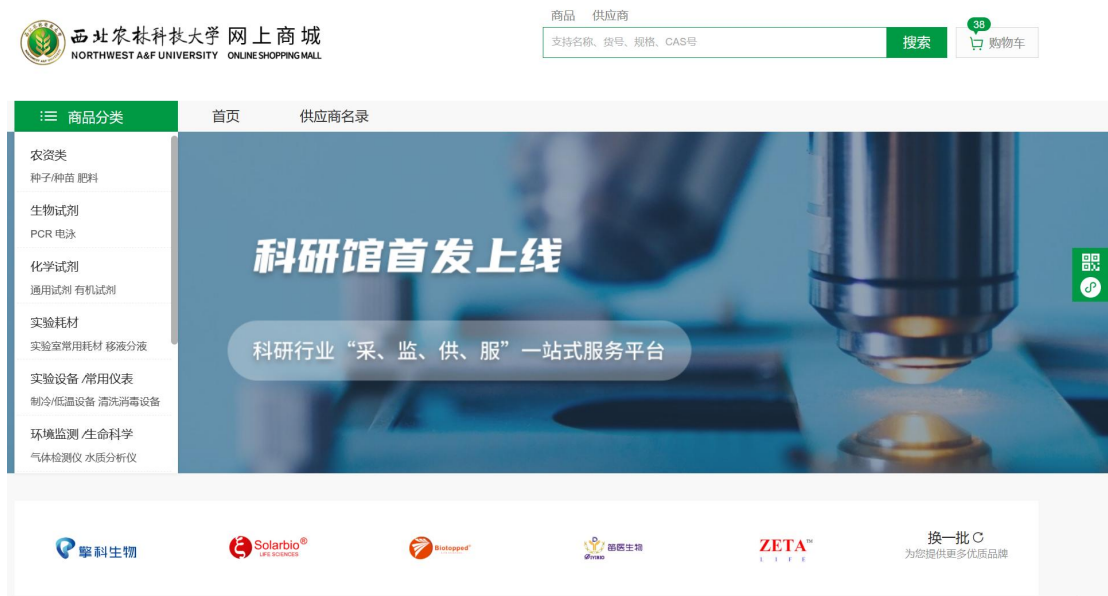 商品 供应商
西北农林科技大学 网上商城
NORTHWEST A&F UNIVERSITY ONLINE SHOPPING MALL
支持名称、货号、规格、CAS号
搜索
38
购物车
商品分类
首页
供应商名录
农资类
种子/种苗 肥料
生物试剂
PCR 电泳
化学试剂
通用试剂 有机试剂
实验耗材
实验室常用耗材 移液分液
实验设备 /常用仪表
制冷/低温设备 清洗消毒设备
环境监测 /生命科学
气体检测仪 水质分析仪
科研馆首发上线
科研行业“采、监、供、服”一站式服务平台
擎科生物
Solarbio®
LIFE SCIENCES
Biotopped
苗医生物
ZETA™
LIFE
换一批
为您提供更多优质品牌